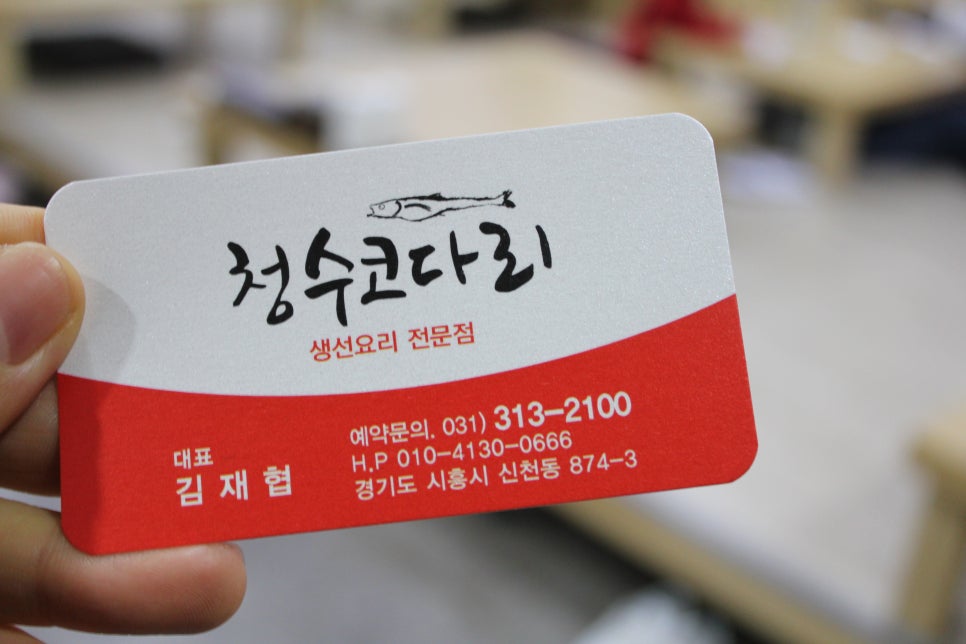 청수코다리
생선요리 전문점
대표
김재협
예약문의. 031) 313-2100
H.P 010-4130-0666
경기도 시흥시 신천동 874-3